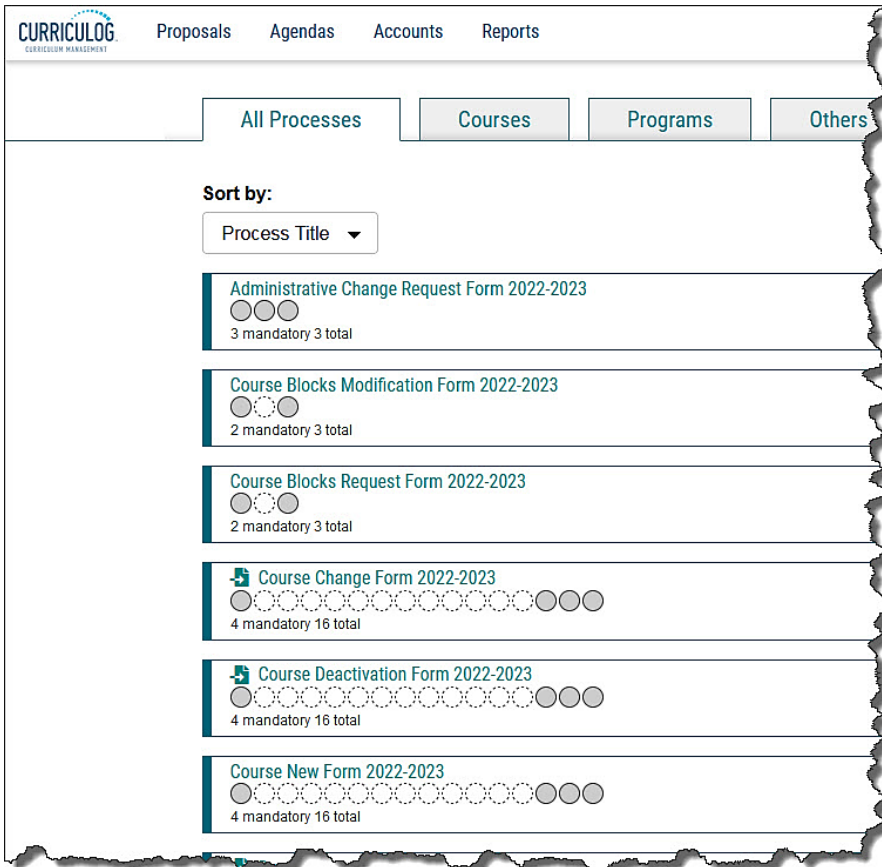 CURRICULOG
CURRICULUM MANAGEMENT
Proposals Agendas Accounts Reports
All Processes Courses Programs Others
Sort by:
Process Title
Administrative Change Request Form 2022-2023
3 mandatory 3 total
Course Blocks Modification Form 2022-2023
2 mandatory 3 total
Course Blocks Request Form 2022-2023
2 mandatory 3 total
Course Change Form 2022-2023
4 mandatory 16 total
Course Deactivation Form 2022-2023
4 mandatory 16 total
Course New Form 2022-2023
4 mandatory 16 total